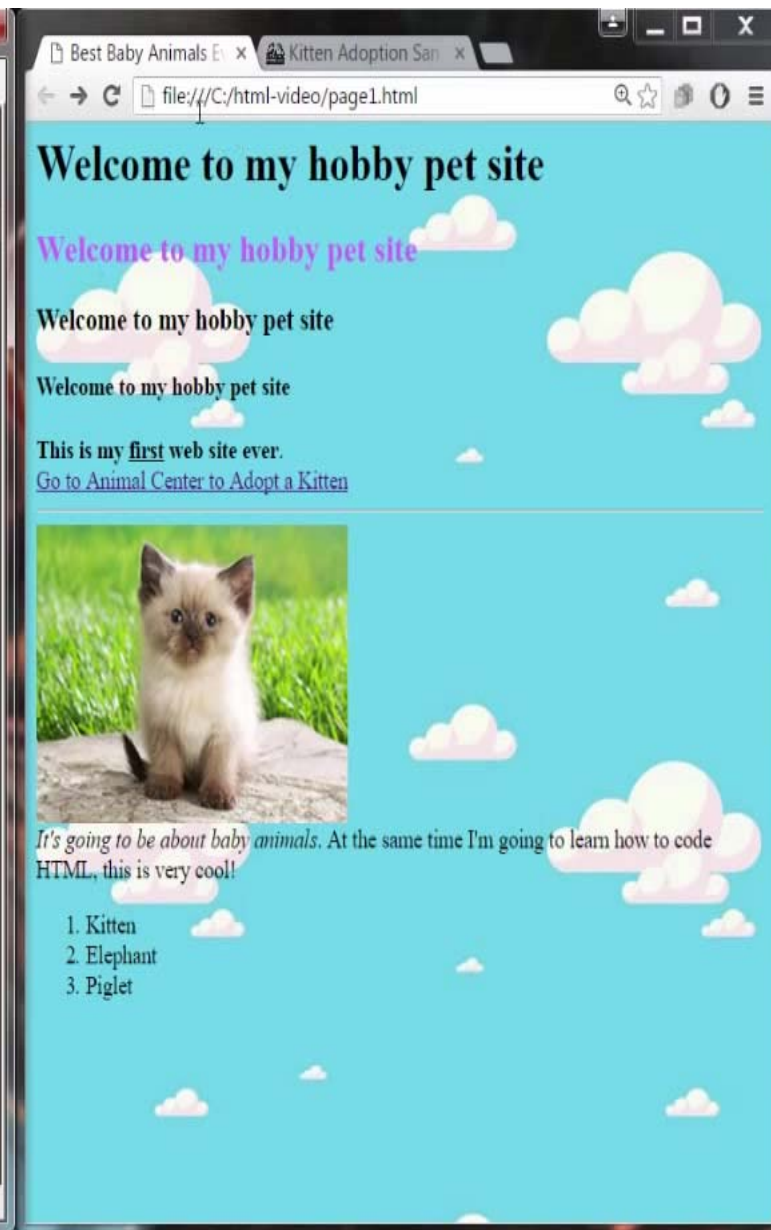 Best Baby Animals Ev
Kitten Adoption San
file:///C:/html-video/page1.html
Welcome to my hobby pet site
Welcome to my hobby pet site
Welcome to my hobby pet site
Welcome to my hobby pet site
This is my first web site ever.
Go to Animal Center to Adopt a Kitten
It's going to be about baby animals. At the same time I'm going to learn how to code
HTML, this is very cool!
1. Kitten
2. Elephant
3. Piglet